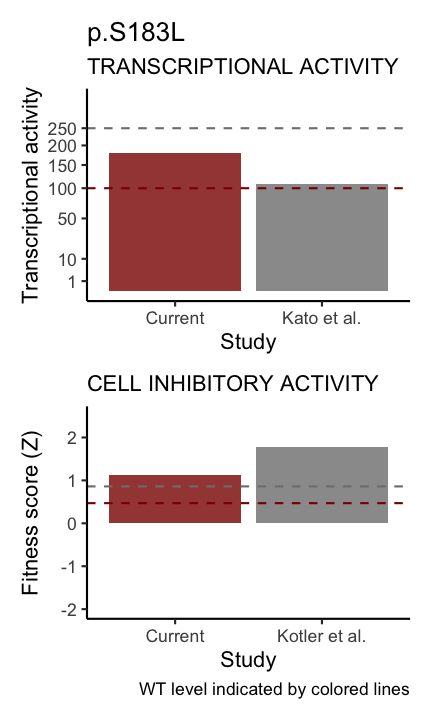 p.S183L
TRANSCRIPTIONAL ACTIVITY
Transcriptional activity
250
200
150
100
50
10
1
Current
Kato et al.
Study
CELL INHIBITORY ACTIVITY
Fitness score (Z)
2
1
0
-1
-2
Current
Kotler et al.
Study
WT level indicated by colored lines